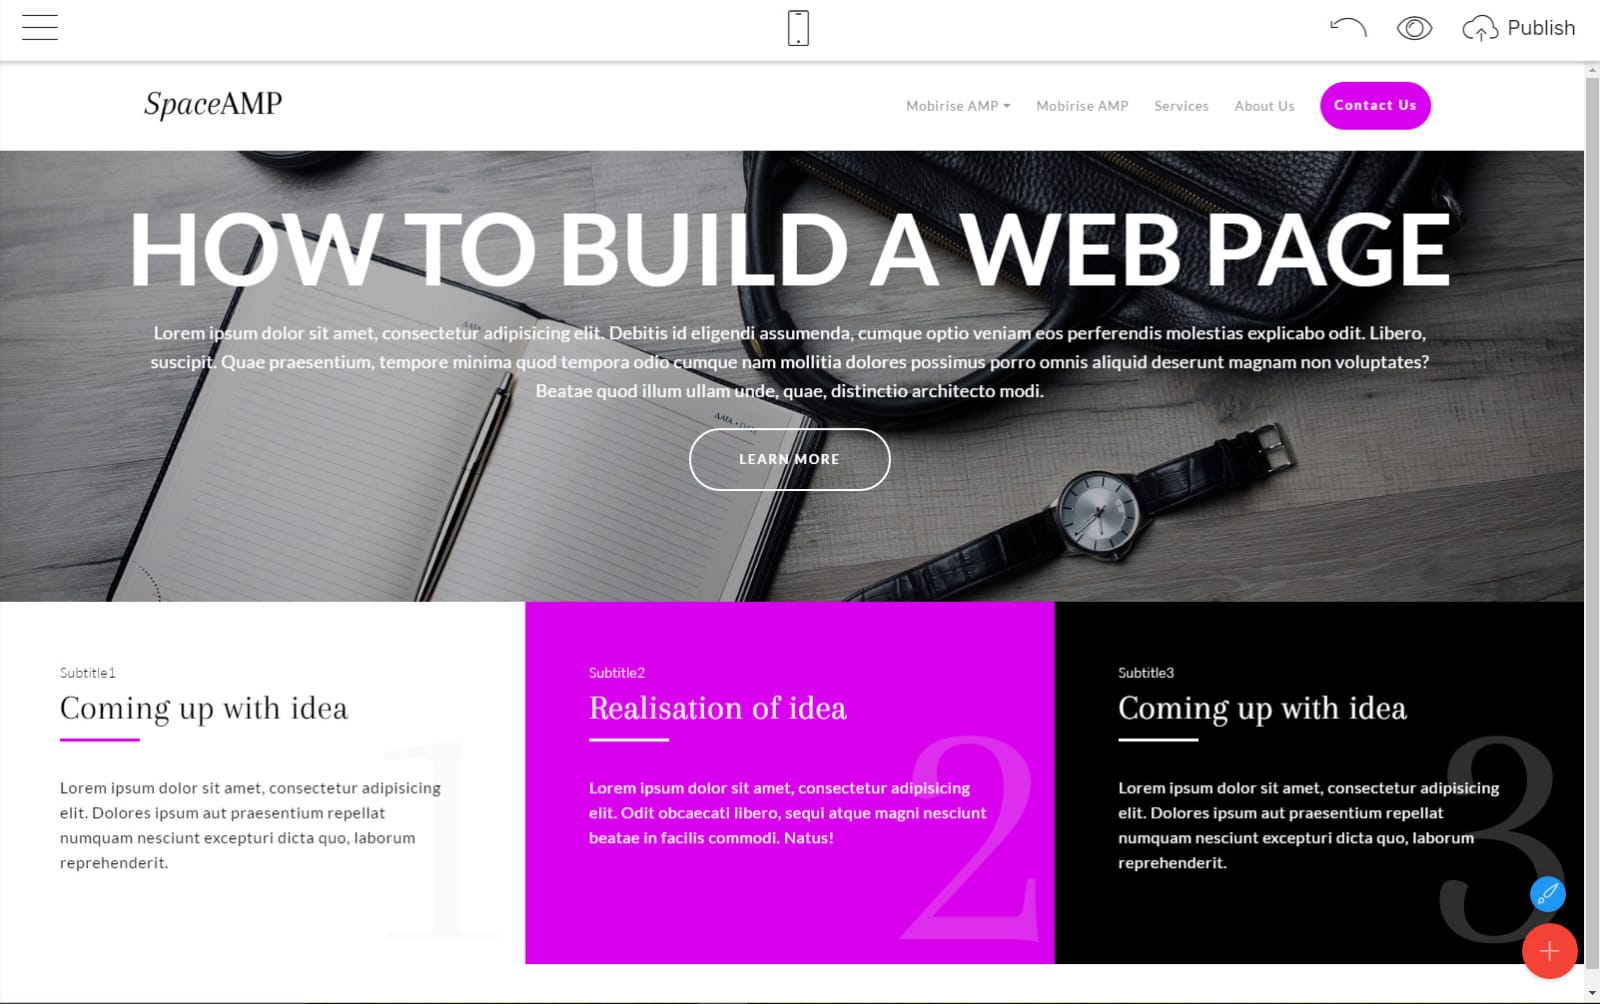 Publish
SpaceAMP
Mobirise AMP
Mobirise AMP
Services
About Us
Contact Us
HOW TO BUILD A WEB PAGE
Lorem ipsum dolor sit amet, consectetur adipisicing elit. Debitis id eligendi assumenda, cumque optio veniam eos perferendis molestias explicabo odit. Libero,
suscipit. Quae praesentium, tempore minima quod tempora odio cumque nam mollitia dolores possimus porro omnis aliquid deserunt magnam non voluptates?
Beatae quod illum ullam unde, quae, distinctio architecto modi.
LEARN MORE
Subtitle1
Coming up with idea
Lorem ipsum dolor sit amet, consectetur adipisicing
elit. Dolores ipsum aut praesentium repellat
numquam nesciunt excepturi dicta quo, laborum
reprehenderit.
1
Subtitle2
Realisation of idea
Lorem ipsum dolor sit amet, consectetur adipisicing
elit. Odit obcaecati libero, sequi atque magni nesciunt
beatae in facilis commodi. Natus!
2
Subtitle3
Coming up with idea
Lorem ipsum dolor sit amet, consectetur adipisicing
elit. Dolores ipsum aut praesentium repellat
numquam nesciunt excepturi dicta quo, laborum
reprehenderit.
3